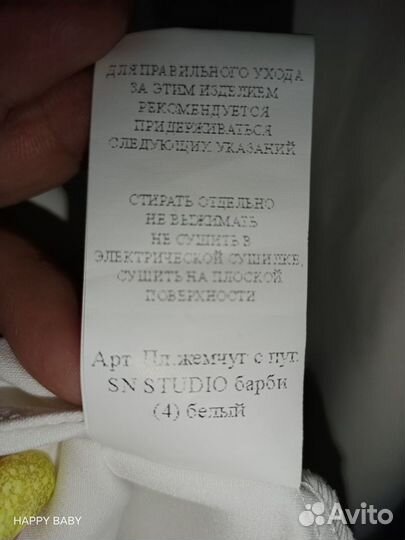 ДЛЯ ПРАВИЛЬНОГО УХОДА
ЗА ЭТИМ ИЗДЕЛИЕМ
РЕКОМЕНДУЕТСЯ
ПРИДЕРЖИВАТЬСЯ
СЛЕДУЮЩИХ УКАЗАНИЙ
СТИРАТЬ ОТДЕЛЬНО
НЕ ВЫЖИМАТЬ
НЕ СУШИТЬ В
ЭЛЕКТРИЧЕСКОЙ СУШИЛКЕ,
СУШИТЬ НА ПЛОСКОЙ
ПОВЕРХНОСТИ
Арт. Пл.жемчуг с пуг.
SN STUDIO барби
(4) белый
HAPPY BABY
Avito